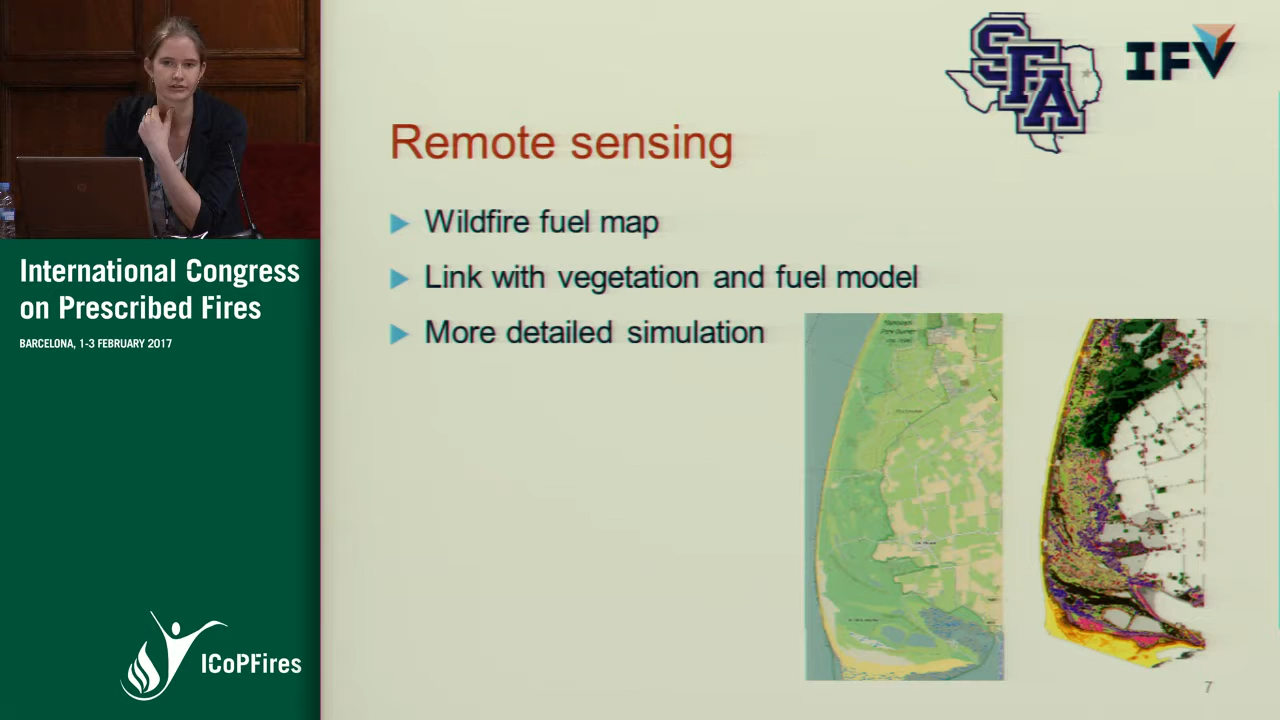 SFA
IFV
Remote sensing
Wildfire fuel map
Link with vegetation and fuel model
More detailed simulation
International Congress
on Prescribed Fires
BARCELONA, 1-3 FEBRUARY 2017
ICoPFires
7